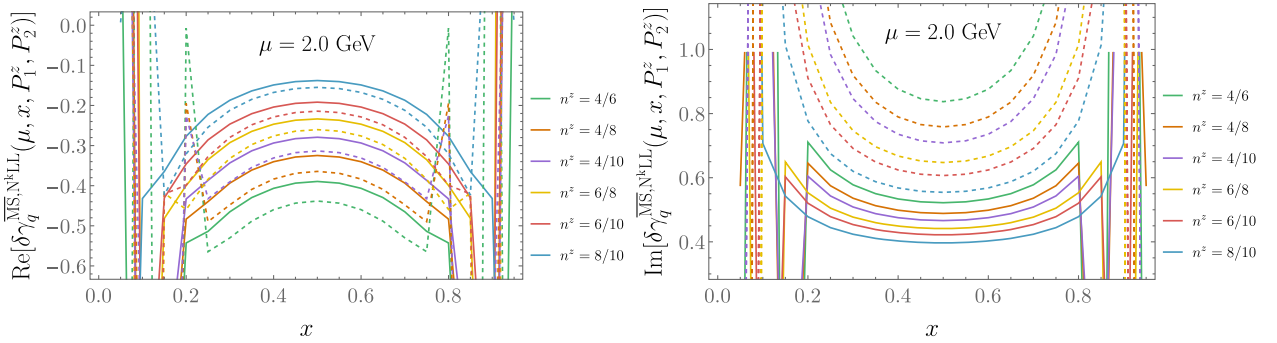 Re[δγ_q^{\overline{MS},N^kLL}(μ, x, P_1^z, P_2^z)]
0.0
-0.1
-0.2
-0.3
-0.4
-0.5
-0.6
μ = 2.0 GeV
0.0 0.2 0.4 0.6 0.8
x
n^z = 4/6
n^z = 4/8
n^z = 4/10
n^z = 6/8
n^z = 6/10
n^z = 8/10
Im[δγ_q^{\overline{MS},N^kLL}(μ, x, P_1^z, P_2^z)]
1.0
0.8
0.6
0.4
μ = 2.0 GeV
0.0 0.2 0.4 0.6 0.8
x
n^z = 4/6
n^z = 4/8
n^z = 4/10
n^z = 6/8
n^z = 6/10
n^z = 8/10